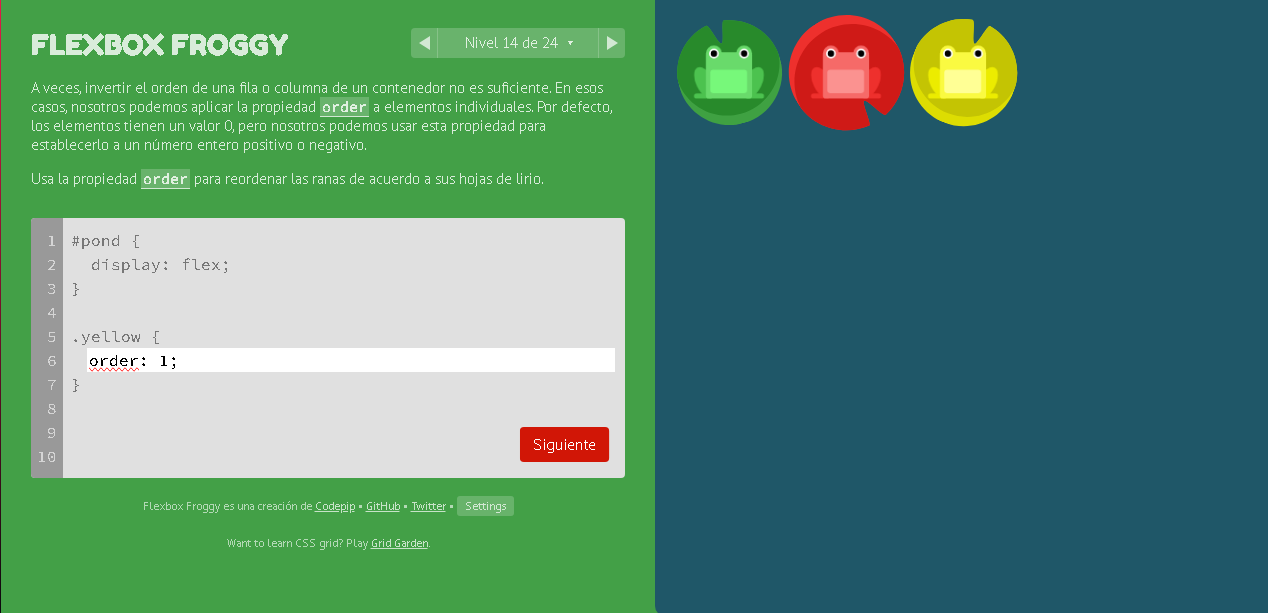 FLEXBOX FROGGY
◀ Nivel 14 de 24 ▾ ▶
A veces, invertir el orden de una fila o columna de un contenedor no es suficiente. En esos
casos, nosotros podemos aplicar la propiedad order a elementos individuales. Por defecto,
los elementos tienen un valor 0, pero nosotros podemos usar esta propiedad para
establecerlo a un número entero positivo o negativo.
Usa la propiedad order para reordenar las ranas de acuerdo a sus hojas de lirio.
1 #pond {
2 display: flex;
3 }
4
5 .yellow {
6 order: 1;
7 }
8
9
10
Siguiente
Flexbox Froggy es una creación de Codepip • GitHub • Twitter • Settings
Want to learn CSS grid? Play Grid Garden.